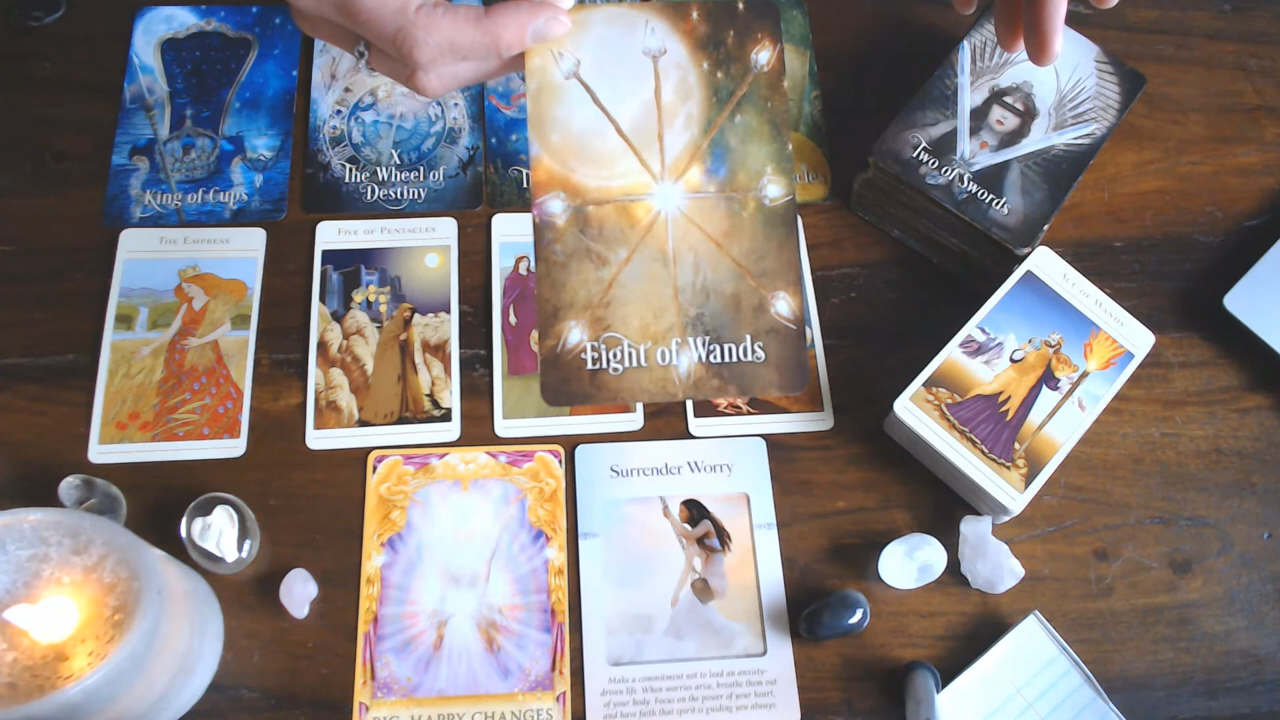 King of Cups
X
The Wheel of
Destiny
Eight of Wands
Two of Swords
The Empress
Five of Pentacles
Ace of Wands
BIG, HAPPY CHANGES
Surrender Worry
Make a commitment not to lead an anxiety-
driven life. When worries arise, breathe them out
of your body. Focus on the power of your heart,
and have faith that spirit is guiding you always.